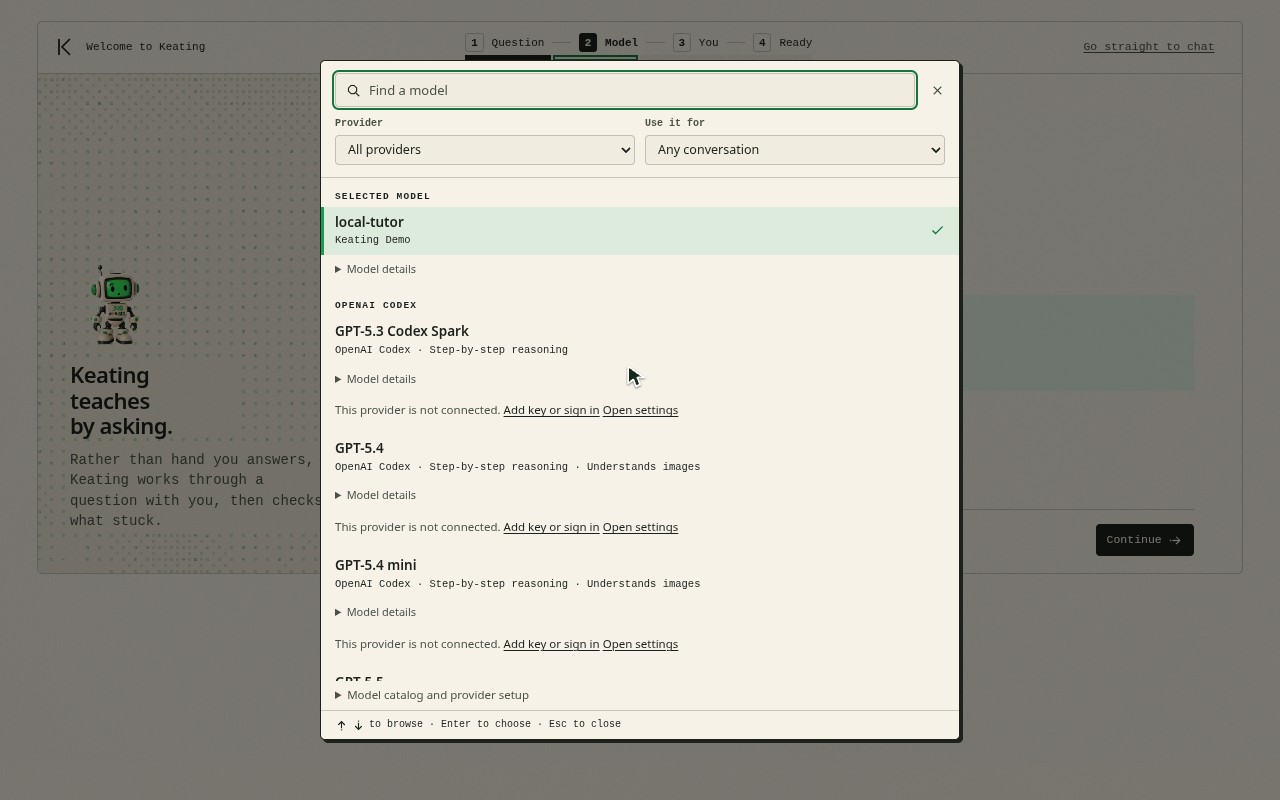 Welcome to Keating
1 Question
2 Model
3 You
4 Ready
Go straight to chat
Find a model
Provider
Use it for
All providers
Any conversation
SELECTED MODEL
local-tutor
Keating Demo
Model details
OPENAI CODEX
GPT-5.3 Codex Spark
OpenAI Codex · Step-by-step reasoning
Model details
This provider is not connected. Add key or sign in Open settings
GPT-5.4
OpenAI Codex · Step-by-step reasoning · Understands images
Model details
This provider is not connected. Add key or sign in Open settings
GPT-5.4 mini
OpenAI Codex · Step-by-step reasoning · Understands images
Model details
This provider is not connected. Add key or sign in Open settings
GPT-5.5
Model catalog and provider setup
↑ ↓ to browse · Enter to choose · Esc to close
Keating
teaches
by asking.
Rather than hand you answers,
Keating works through a
question with you, then checks
what stuck.
Continue →